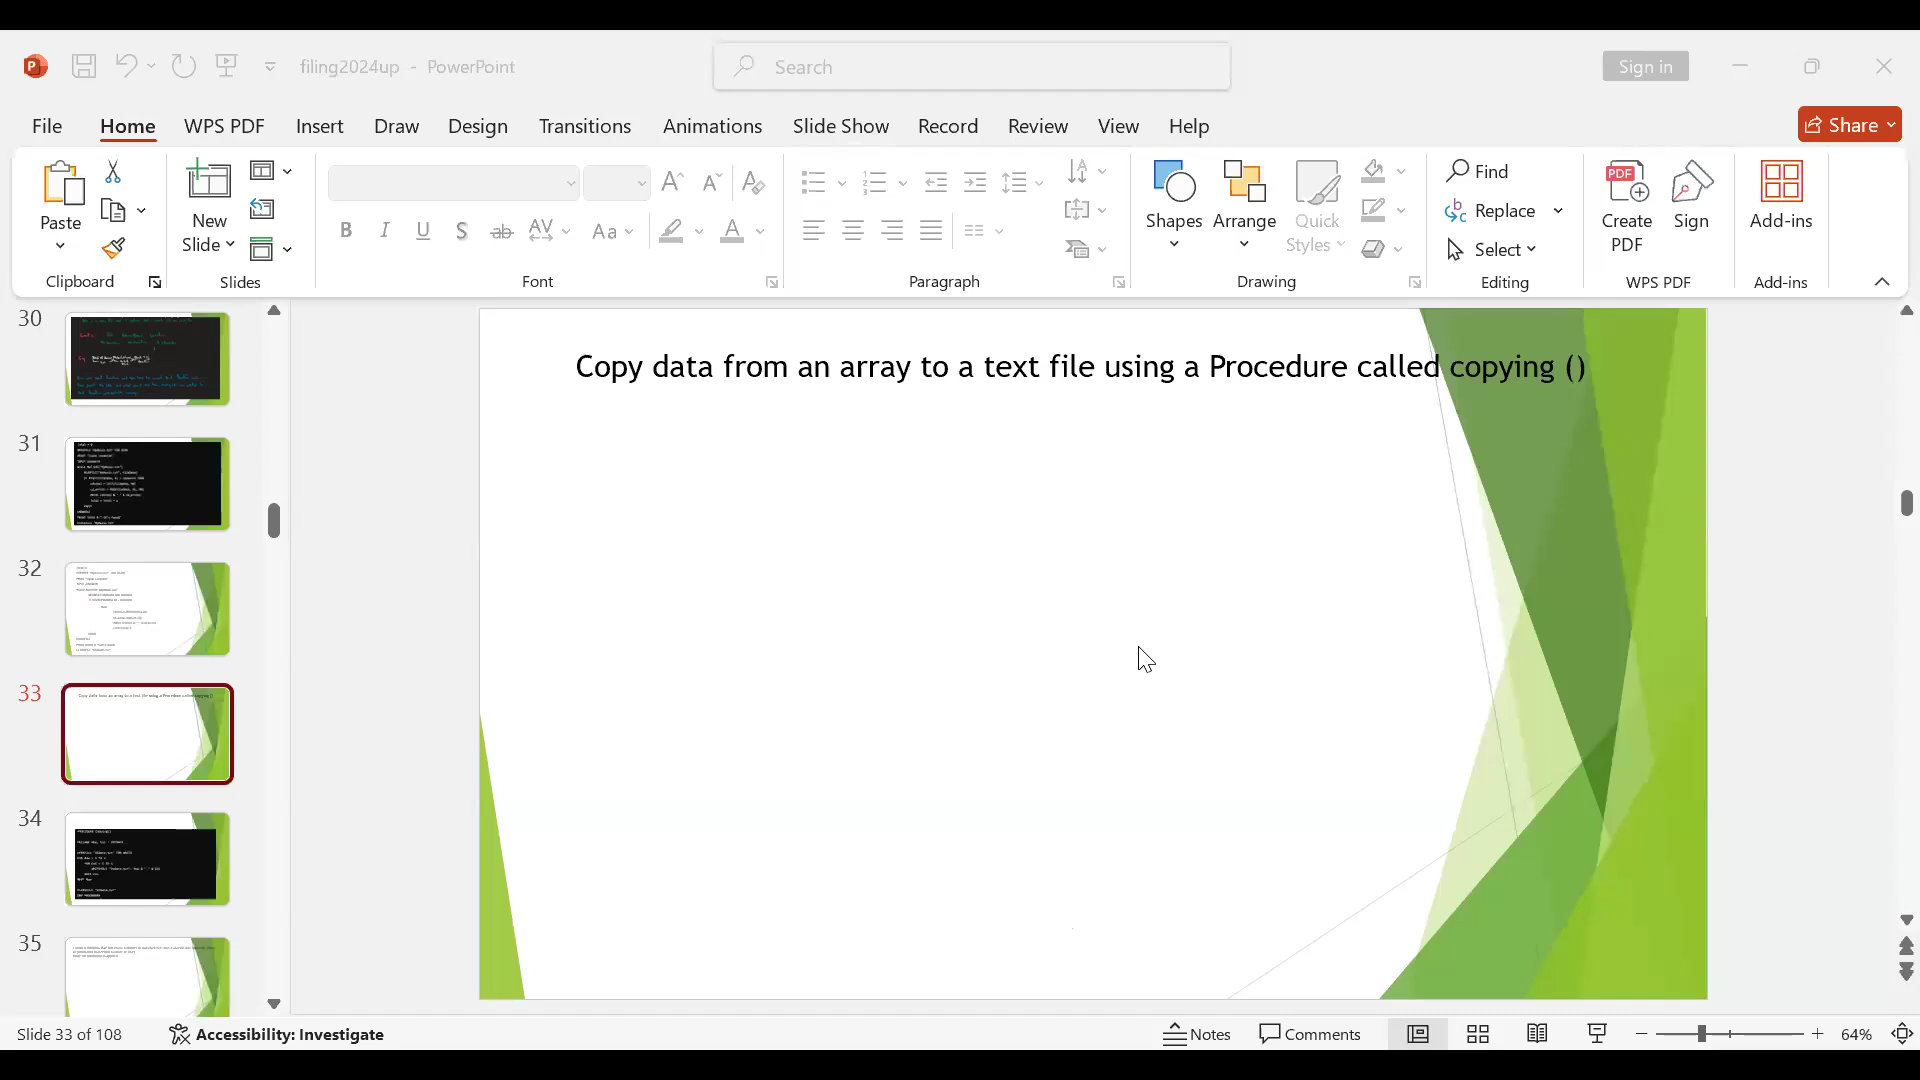 filing2024up - PowerPoint
Search
Sign in
File Home WPS PDF Insert Draw Design Transitions Animations Slide Show Record Review View Help
Share
Paste
New Slide
B I U S ab AV Aa A
Shapes
Arrange
Quick Styles
Find
Replace
Select
Create PDF
Sign
Add-ins
Clipboard Slides Font Paragraph Drawing Editing WPS PDF Add-ins
30
31
32
33
34
35
Copy data from an array to a text file using a Procedure called copying ()
Slide 33 of 108
Accessibility: Investigate
Notes
Comments
64%